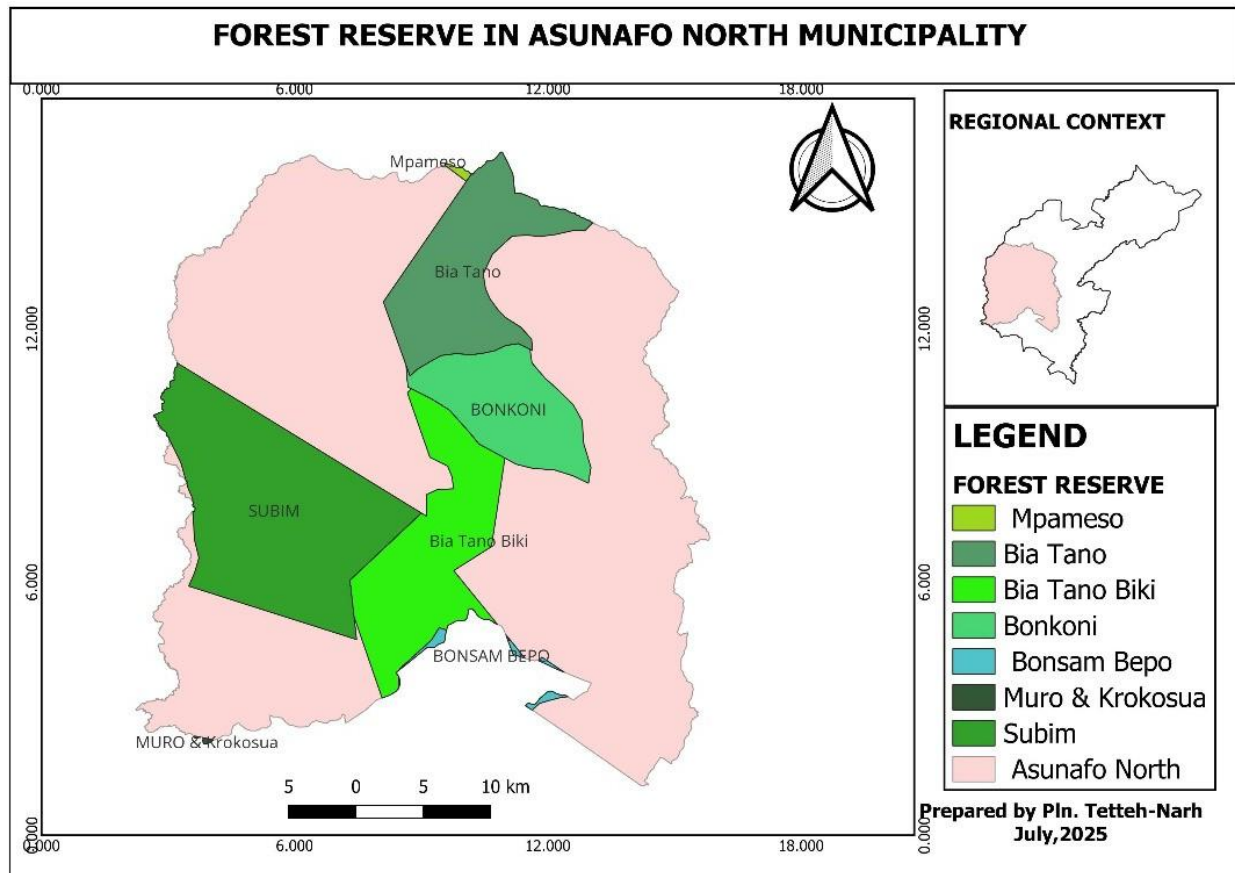 FOREST RESERVE IN ASUNAFO NORTH MUNICIPALITY
0.000 6.000 12.000 18.000
12.000
6.000
0.000
Mpameso
Bia Tano
BONKONI
SUBIM
Bia Tano Biki
BONSAM BEPO
MURO & Krokosua
5 0 5 10 km
12.000
6.000
0.000
0.000 6.000 12.000 18.000
REGIONAL CONTEXT
LEGEND
FOREST RESERVE
Mpameso
Bia Tano
Bia Tano Biki
Bonkoni
Bonsam Bepo
Muro & Krokosua
Subim
Asunafo North
Prepared by Pln. Tetteh-Narh
July,2025